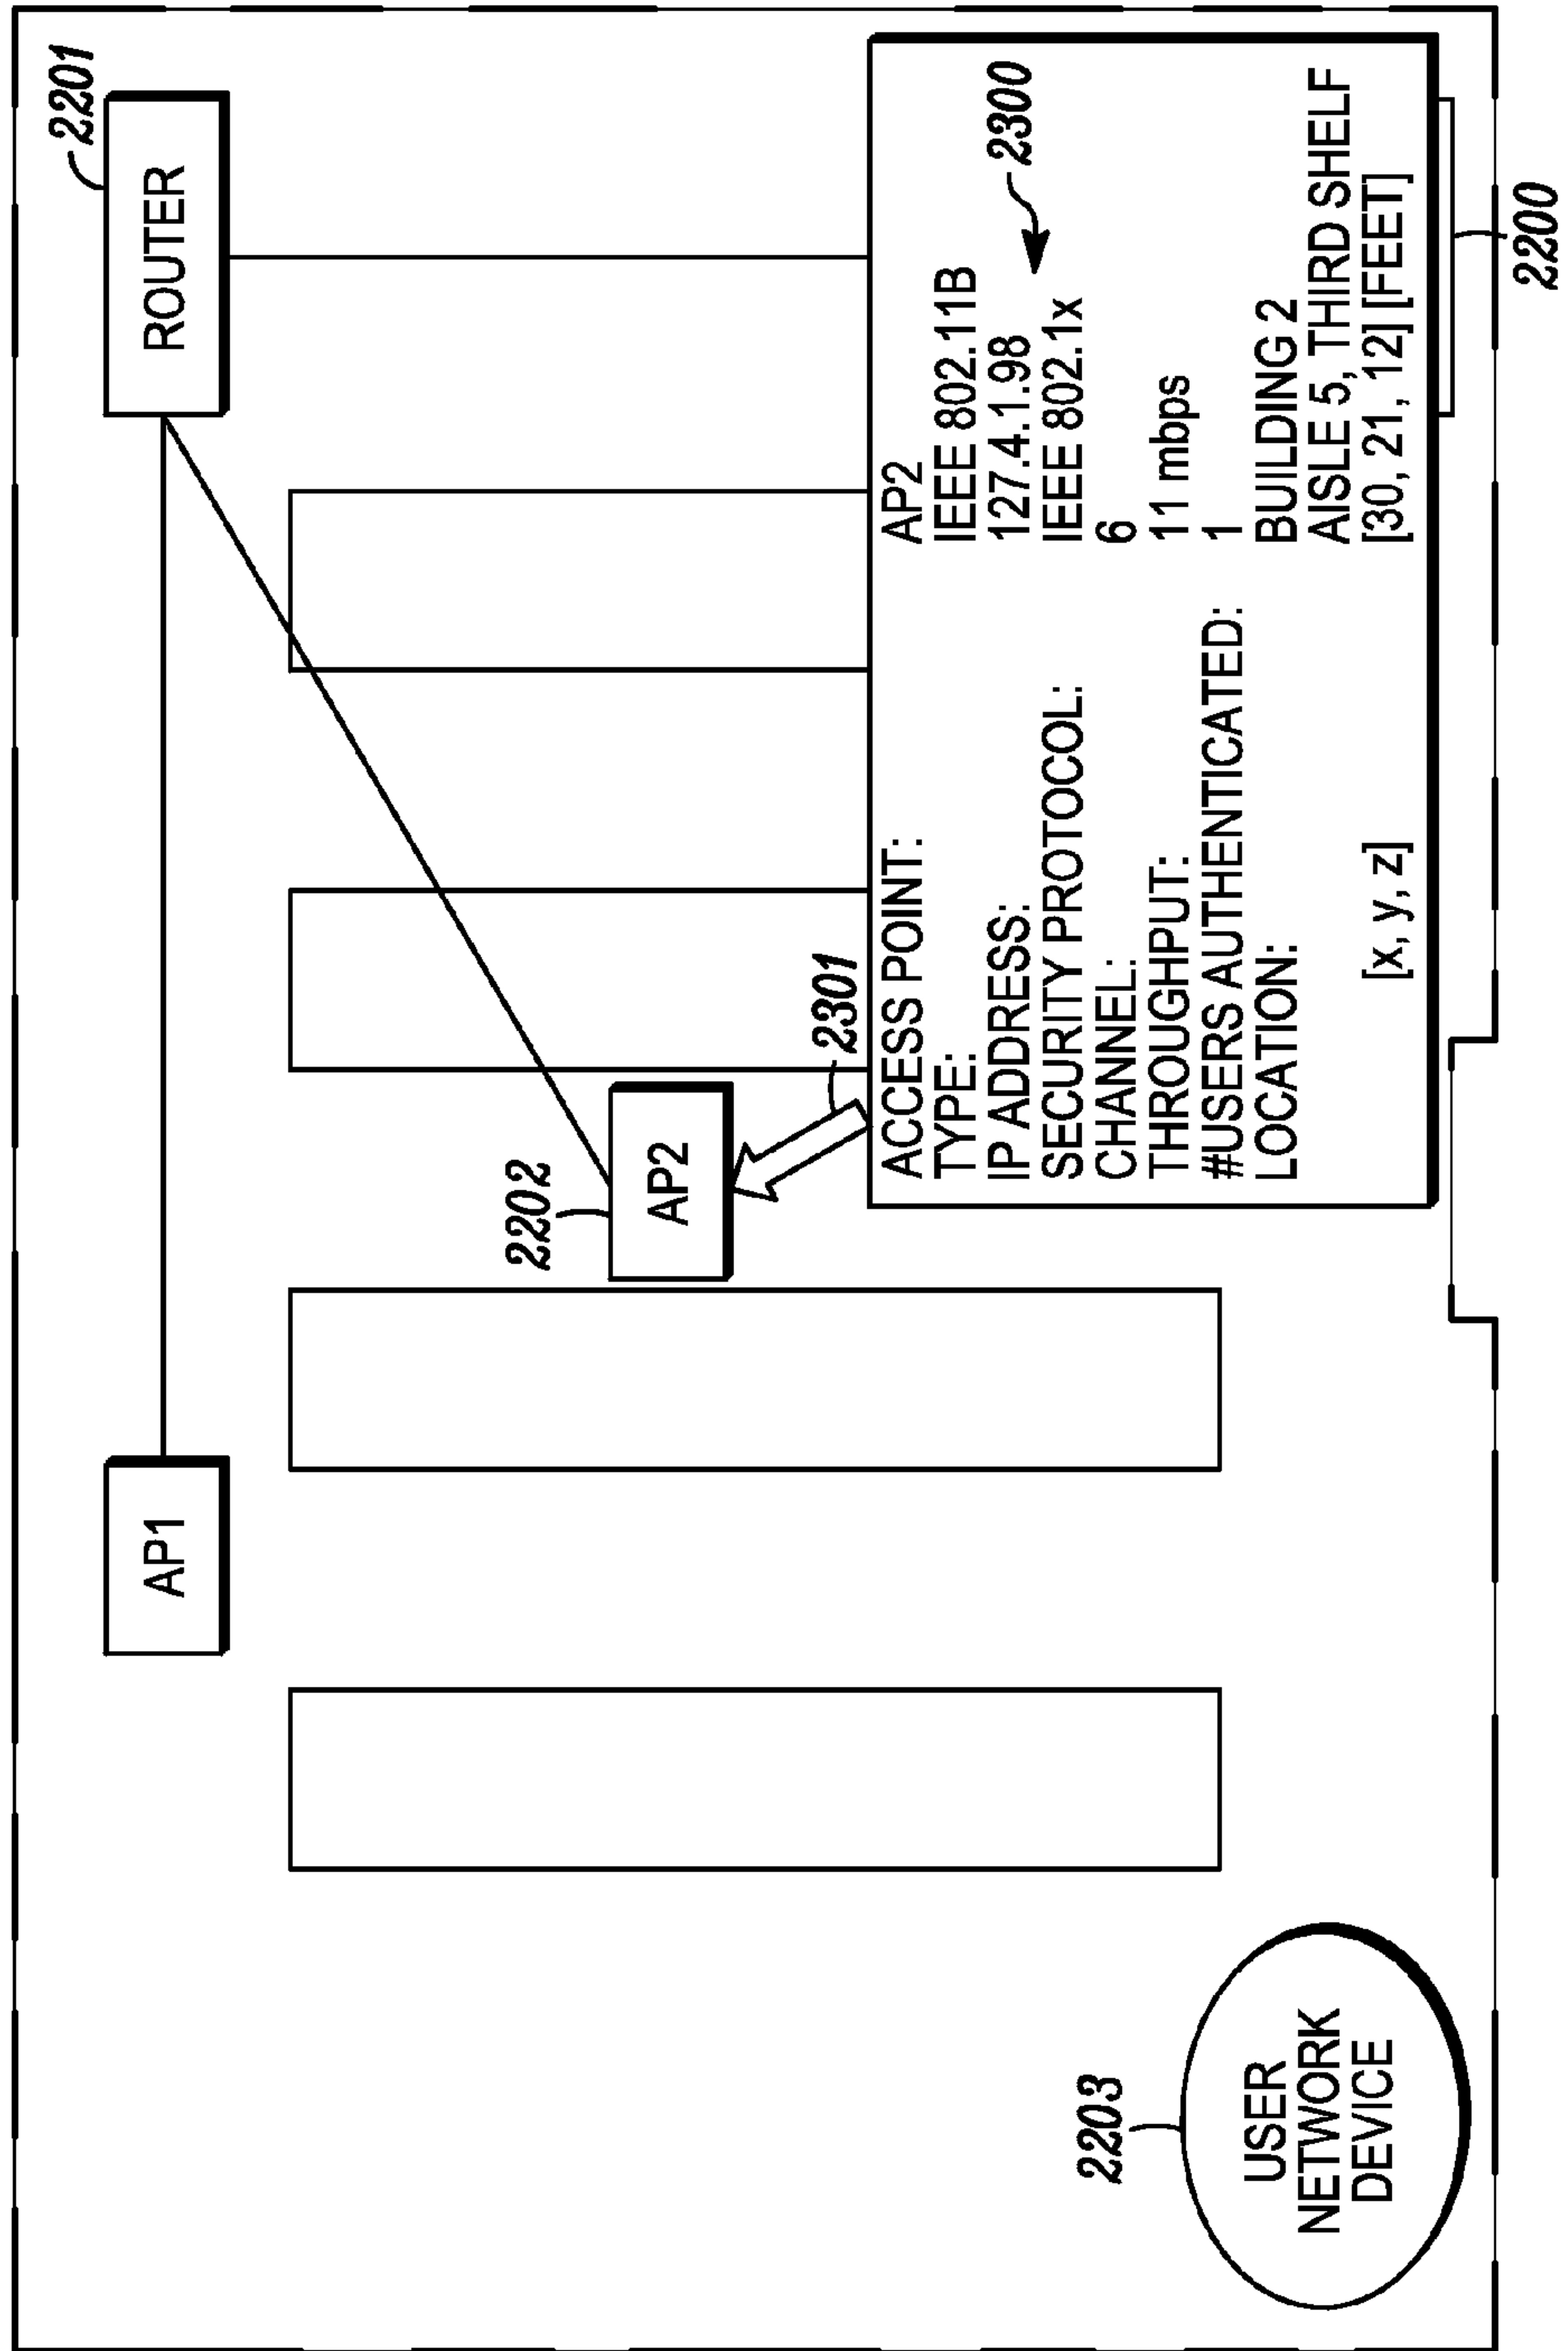 2201
ROUTER
AP1
2202
AP2
2301
2300
ACCESS POINT: AP2
TYPE: IEEE 802.11B
IP ADDRESS: 127.4.1.98
SECURITY PROTOCOL: IEEE 802.1x
CHANNEL: 6
THROUGHPUT: 11 mbps
#USERS AUTHENTICATED: 1
LOCATION: BUILDING 2
AISLE 5, THIRD SHELF
[x, y, z] [30, 21, 12] [FEET]
2203
USER
NETWORK
DEVICE
2200